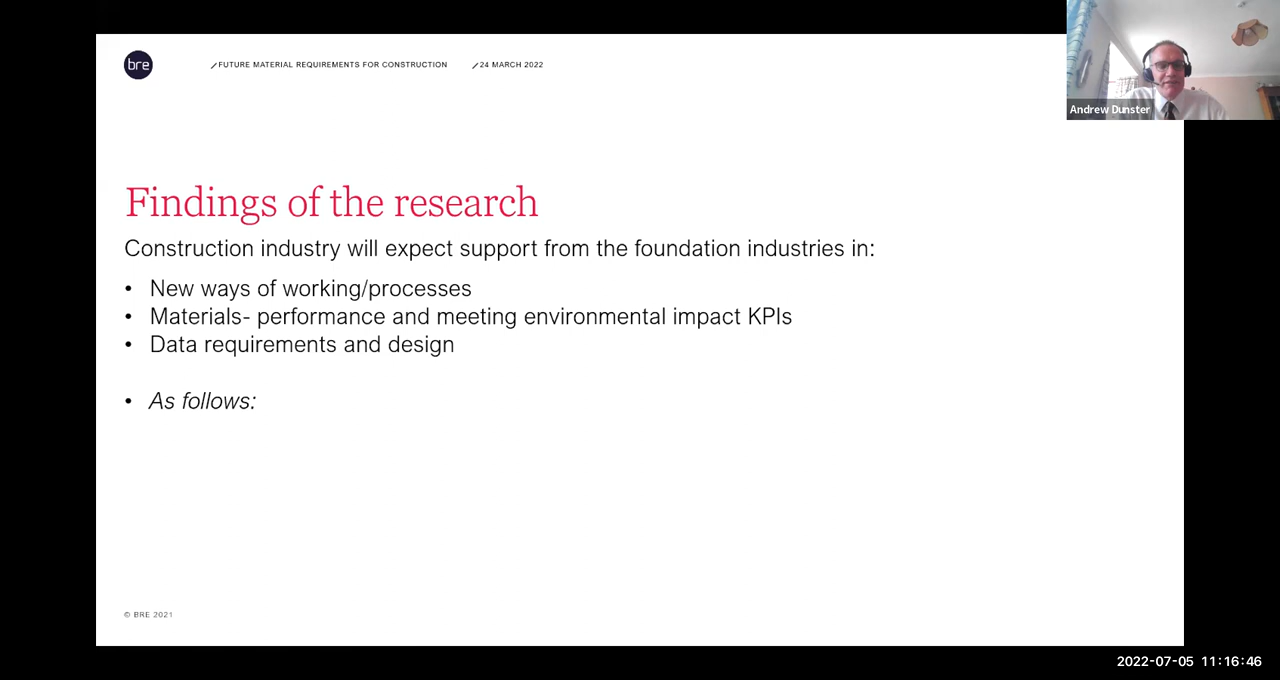 bre
FUTURE MATERIAL REQUIREMENTS FOR CONSTRUCTION
24 MARCH 2022
Andrew Dunster
Findings of the research
Construction industry will expect support from the foundation industries in:
• New ways of working/processes
• Materials- performance and meeting environmental impact KPIs
• Data requirements and design
• As follows:
© BRE 2021
2022-07-05 11:16:46